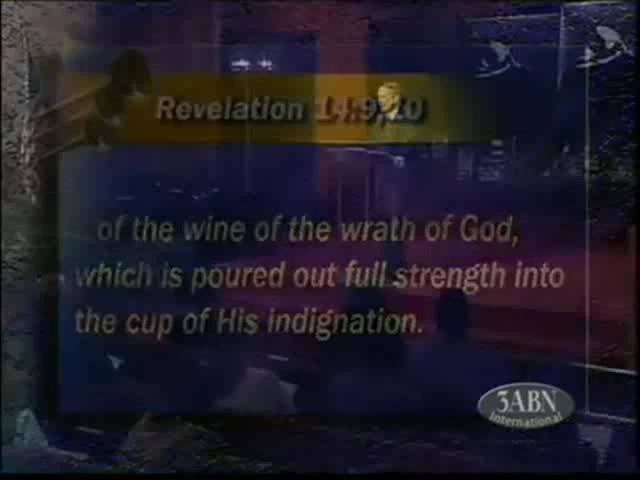 Revelation 14:9,10
... of the wine of the wrath of God,
which is poured out full strength into
the cup of His indignation.
3ABN
international